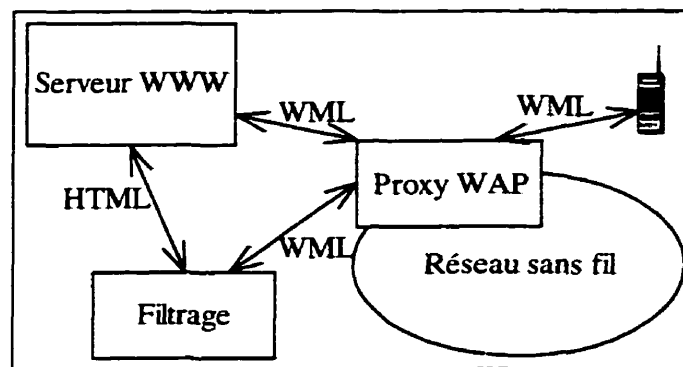 Serveur WWW
WML
WML
Proxy WAP
HTML
WML
Réseau sans fil
Filtrage